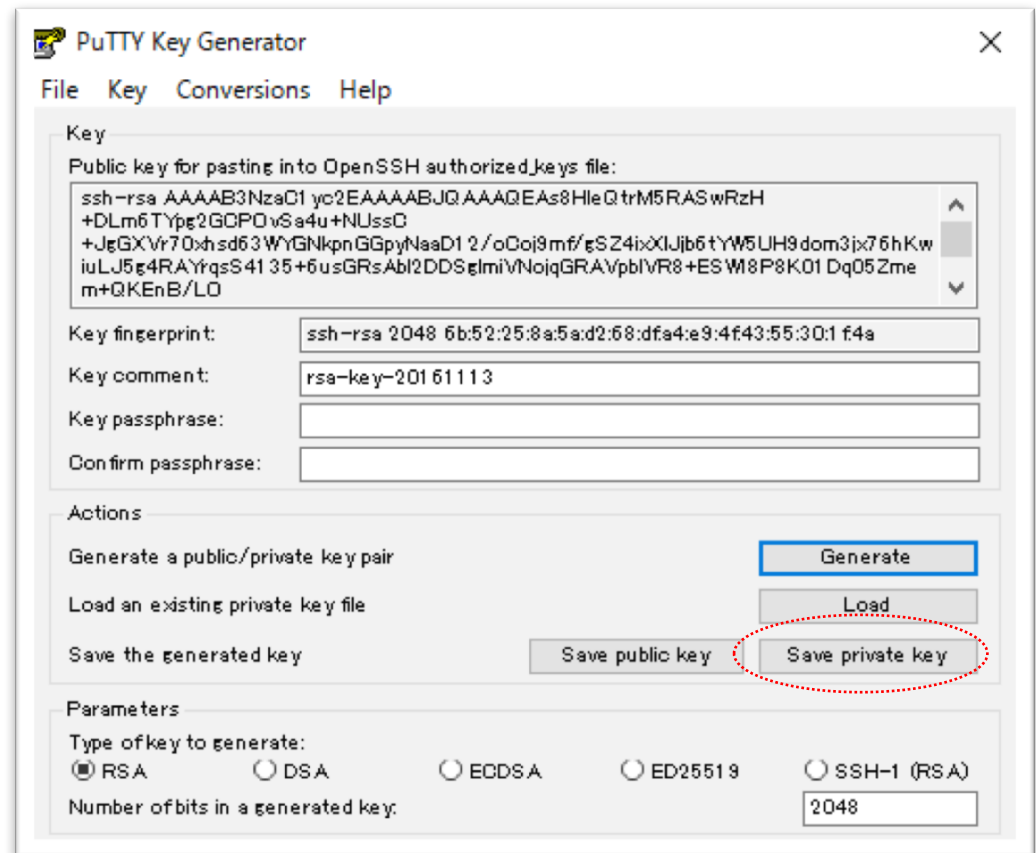 PuTTY Key Generator
File Key Conversions Help
Key
Public key for pasting into OpenSSH authorized_keys file:
ssh-rsa AAAAB3NzaC1yc2EAAAABJQAAAQEAs8HleQtrM5RASwRzH
+DLm6TYpg2GCPOvSa4u+NUssC
+JgGXVr70xhsd63WYGNkpnGGpyNaaD12/oCoj9mf/gSZ4ixXlJjb6tYW5UH9dom3jx76hKw
iuLJ5g4RAYrqsS4135+6usGRsAbl2DDSglmiVNojqGRAVpblVR8+ESWl8P8K01Dq05Zme
m+QKEnB/LO
Key fingerprint: ssh-rsa 2048 6b:52:25:8a:5a:d2:68:df:a4:e9:4f:43:55:30:1f:4a
Key comment: rsa-key-20161113
Key passphrase:
Confirm passphrase:
Actions
Generate a public/private key pair Generate
Load an existing private key file Load
Save the generated key Save public key Save private key
Parameters
Type of key to generate:
RSA DSA ECDSA ED25519 SSH-1 (RSA)
Number of bits in a generated key: 2048